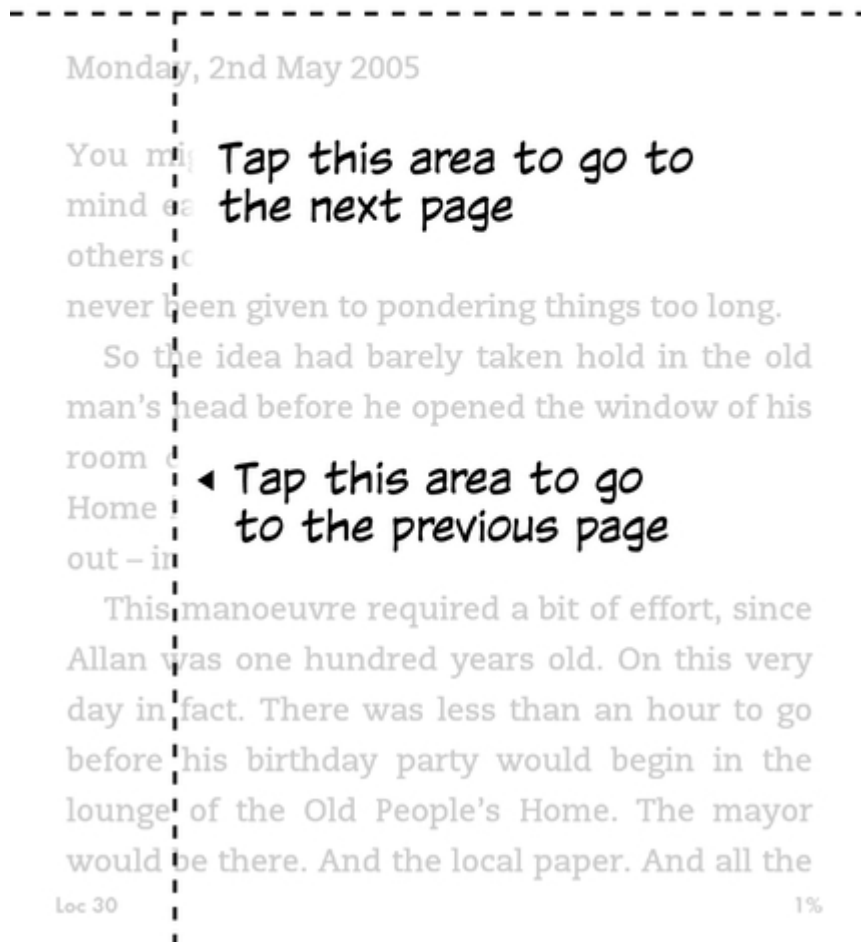 Monday, 2nd May 2005
You
Tap this area to go to
mind
the next page
others
never been given to pondering things too long.
So the idea had barely taken hold in the old
man's head before he opened the window of his
room
Tap this area to go
Home
to the previous page
out – in
This manoeuvre required a bit of effort, since
Allan was one hundred years old. On this very
day in fact. There was less than an hour to go
before his birthday party would begin in the
lounge of the Old People's Home. The mayor
would be there. And the local paper. And all the
Loc 30
1%